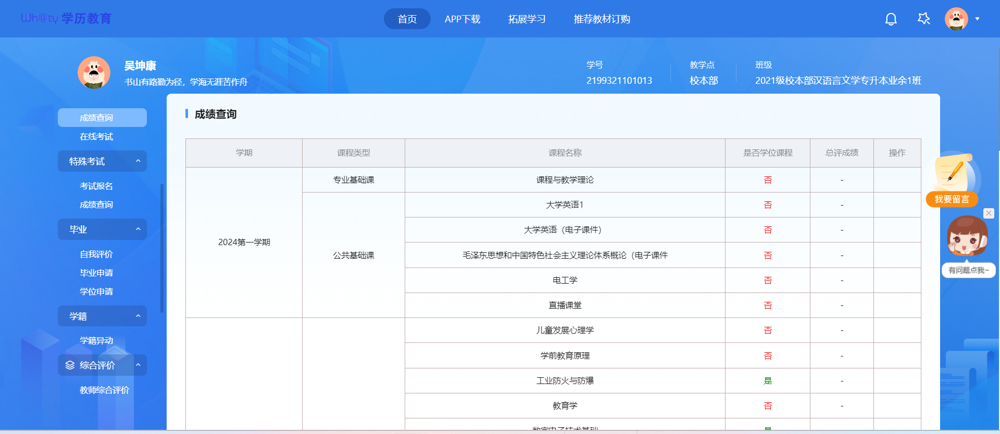 Wh@ty 学历教育
首页
APP下载
拓展学习
推荐教材订购
吴坤康
书山有路勤为径，学海无涯苦作舟
学号
2199321101013
教学点
校本部
班级
2021级校本部汉语言文学专升本业余1班
成绩查询
在线考试
特殊考试
考试报名
成绩查询
毕业
自我评价
毕业申请
学位申请
学籍
学籍异动
综合评价
教师综合评价
成绩查询
学期 课程类型 课程名称 是否学位课程 总评成绩 操作
2024第一学期
专业基础课 课程与教学理论 否 -
公共基础课
大学英语1 否 -
大学英语（电子课件） 否 -
毛泽东思想和中国特色社会主义理论体系概论（电子课件 否 -
电工学 否 -
直播课堂 否 -
儿童发展心理学 否 -
学前教育原理 否 -
工业防火与防爆 是 -
教育学 否 -
数字电子技术基础 是
我要留言
有问题点我~